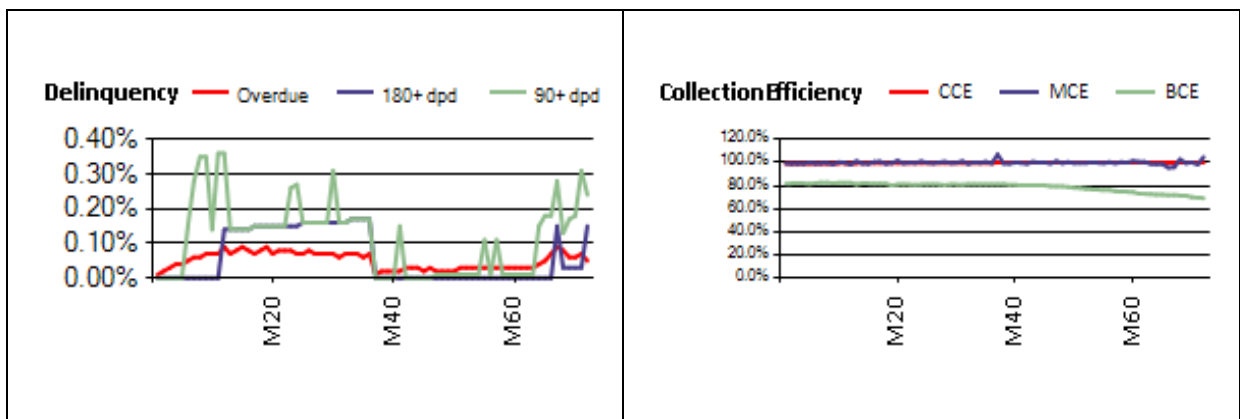 Delinquency Overdue 180+ dpd 90+ dpd
0.40%
0.30%
0.20%
0.10%
0.00%
M20
M40
M60
Collection Efficiency CCE MCE BCE
120.0%
100.0%
80.0%
60.0%
40.0%
20.0%
0.0%
M20
M40
M60